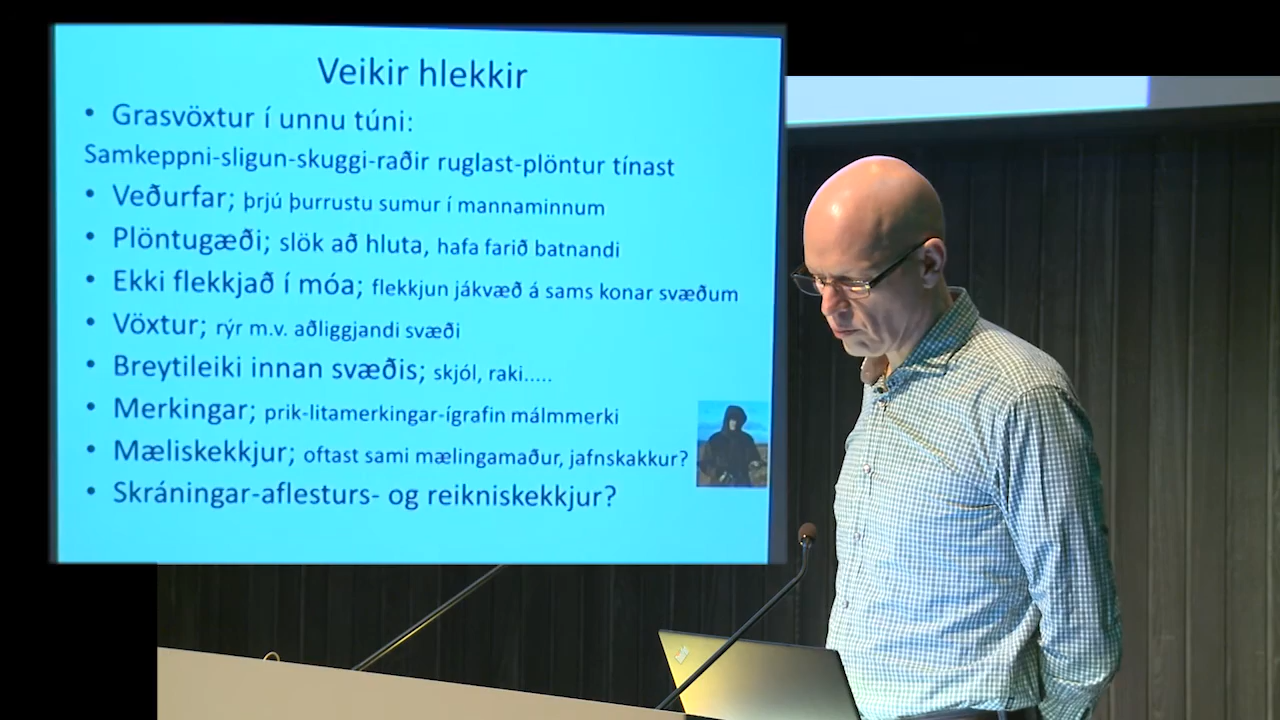 Veikir hlekkir
• Grasvöxtur í unnu túni:
Samkeppni-sligun-skuggi-raðir ruglast-plöntur tínast
• Veðurfar; þrjú þurrustu sumur í mannaminnum
• Plöntugæði; slök að hluta, hafa farið batnandi
• Ekki flekkjað í móa; flekkjun jákvæð á sams konar svæðum
• Vöxtur; rýr m.v. aðliggjandi svæði
• Breytileiki innan svæðis; skjól, raki.....
• Merkingar; prik-litamerkingar-ígrafin málmmerki
• Mæliskekkjur; oftast sami mælingamaður, jafnskakkur?
• Skráningar-aflesturs- og reikniskekkjur?